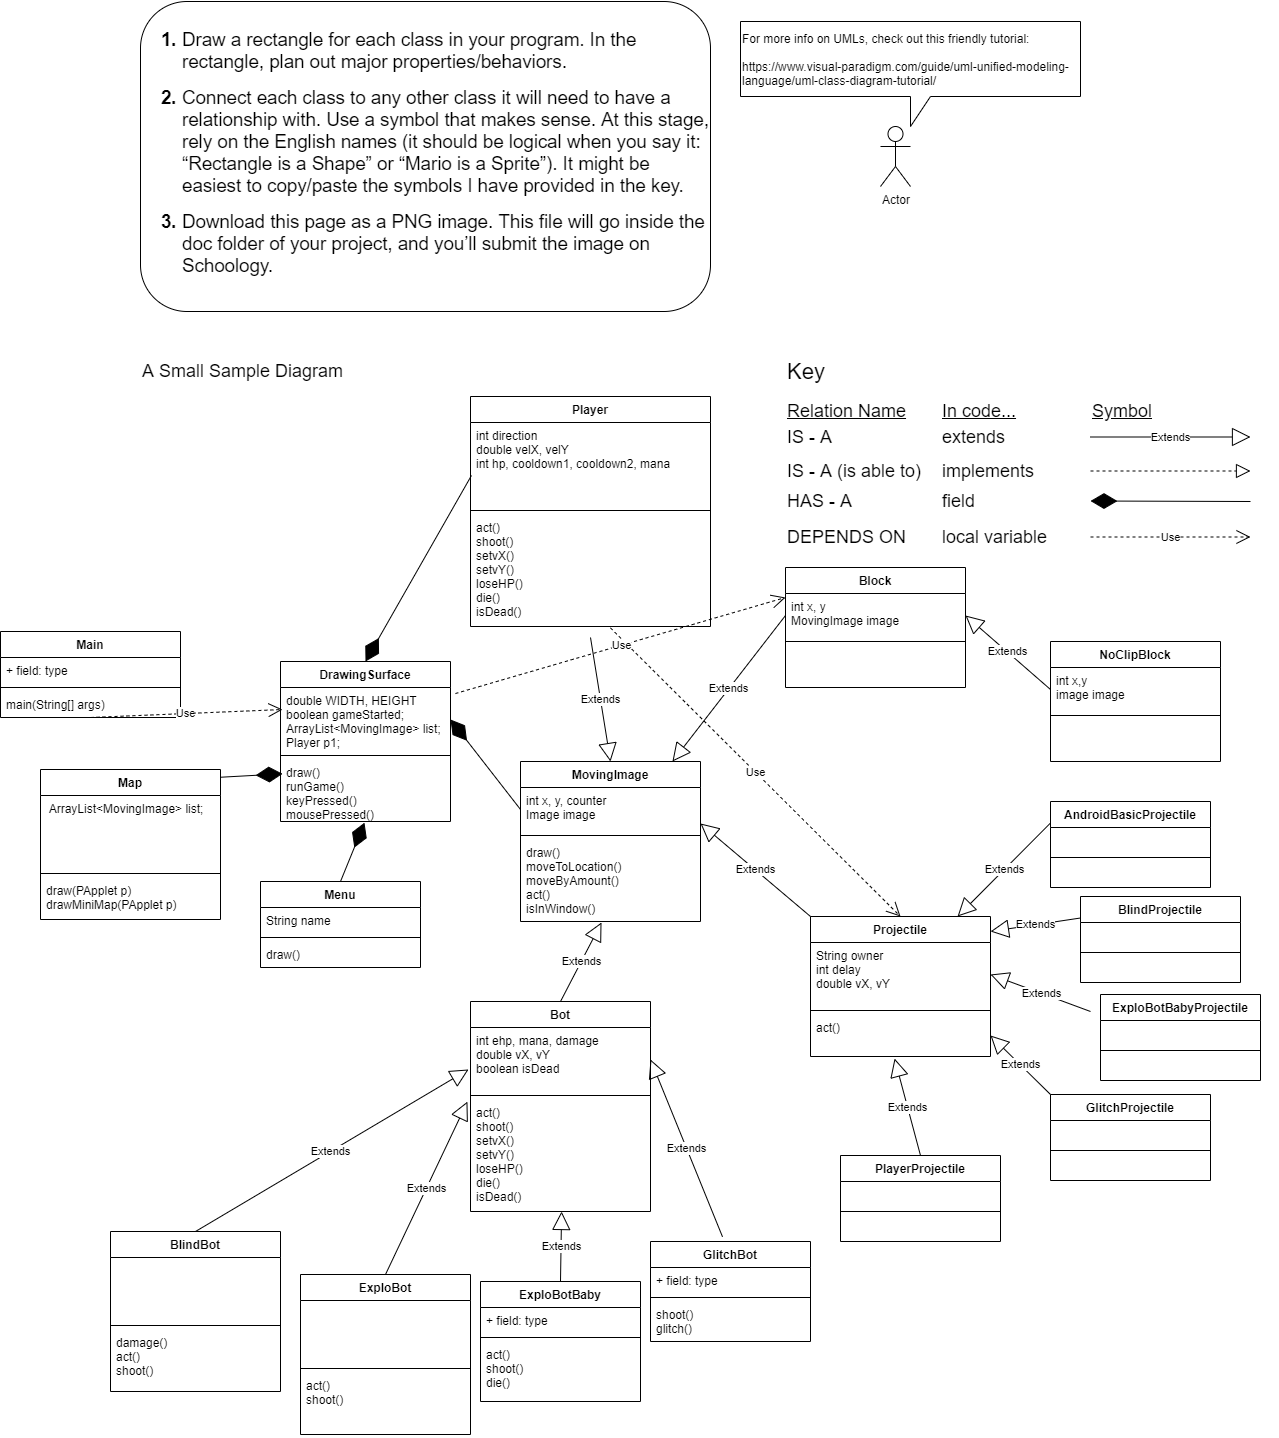 1. Draw a rectangle for each class in your program. In the
rectangle, plan out major properties/behaviors.
2. Connect each class to any other class it will need to have a
relationship with. Use a symbol that makes sense. At this stage,
rely on the English names (it should be logical when you say it:
“Rectangle is a Shape” or “Mario is a Sprite”). It might be
easiest to copy/paste the symbols I have provided in the key.
3. Download this page as a PNG image. This file will go inside the
doc folder of your project, and you’ll submit the image on
Schoology.
For more info on UMLs, check out this friendly tutorial:
https://www.visual-paradigm.com/guide/uml-unified-modeling-
language/uml-class-diagram-tutorial/
Actor
A Small Sample Diagram
Key
Relation Name In code... Symbol
IS - A extends Extends
IS - A (is able to) implements
HAS - A field
DEPENDS ON local variable Use
Player
int direction
double velX, velY
int hp, cooldown1, cooldown2, mana
act()
shoot()
setvX()
setvY()
loseHP()
die()
isDead()
Block
int x, y
MovingImage image
Extends
NoClipBlock
int x,y
image image
Main
+ field: type
main(String[] args)
Use
DrawingSurface
double WIDTH, HEIGHT
boolean gameStarted;
ArrayList<MovingImage> list;
Player p1;
draw()
runGame()
keyPressed()
mousePressed()
Use
Extends
Extends
Use
Map
ArrayList<MovingImage> list;
draw(PApplet p)
drawMiniMap(PApplet p)
Menu
String name
draw()
MovingImage
int x, y, counter
Image image
draw()
moveToLocation()
moveByAmount()
act()
isInWindow()
Extends
Extends
Projectile
String owner
int delay
double vX, vY
act()
AndroidBasicProjectile
Extends
BlindProjectile
Extends
ExploBotBabyProjectile
Extends
GlitchProjectile
Extends
PlayerProjectile
Extends
Bot
int ehp, mana, damage
double vX, vY
boolean isDead
act()
shoot()
setvX()
setvY()
loseHP()
die()
isDead()
Extends
Extends
Extends
Extends
BlindBot
damage()
act()
shoot()
ExploBot
act()
shoot()
ExploBotBaby
+ field: type
act()
shoot()
die()
GlitchBot
+ field: type
shoot()
glitch()